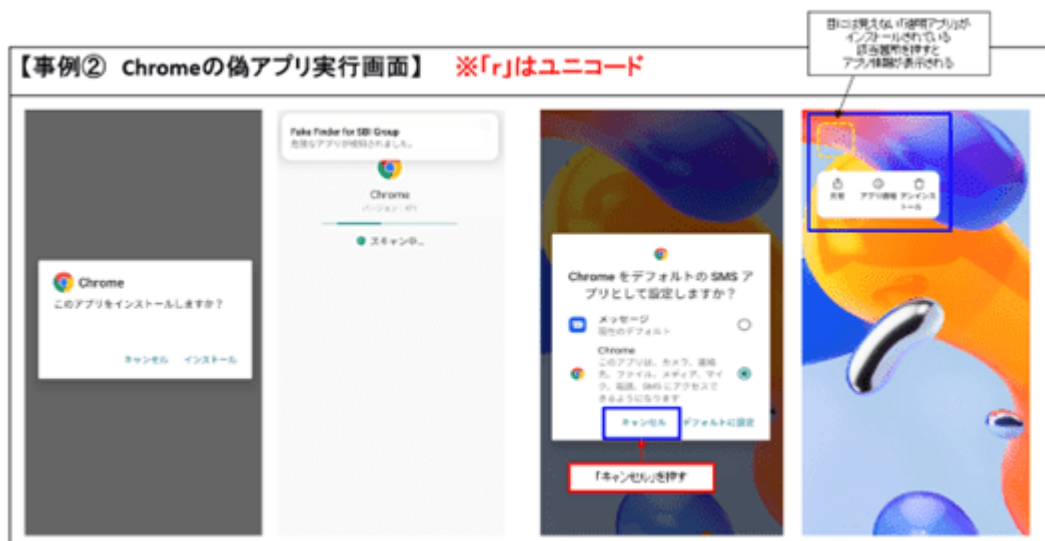 目には見えない「透明アプリ」が
インストールされている
該当箇所を押すと
アプリ情報が表示される
【事例② Chromeの偽アプリ実行画面】 ※「r」はユニコード
Chrome
このアプリをインストールしますか?
キャンセル インストール
Fake Finder for SBI Group
危険なアプリが検知されました。
Chrome
スキャン中...
Chrome をデフォルトの SMS ア
プリとして設定しますか?
メッセージ
現在のデフォルト
Chrome
このアプリは、カメラ、連絡
先、ファイル、メディア、マイ
ク、電話、SMS にアクセスで
きるようになります
キャンセル デフォルトに設定
「キャンセル」を押す
共有 アプリ情報 アンインス
トール